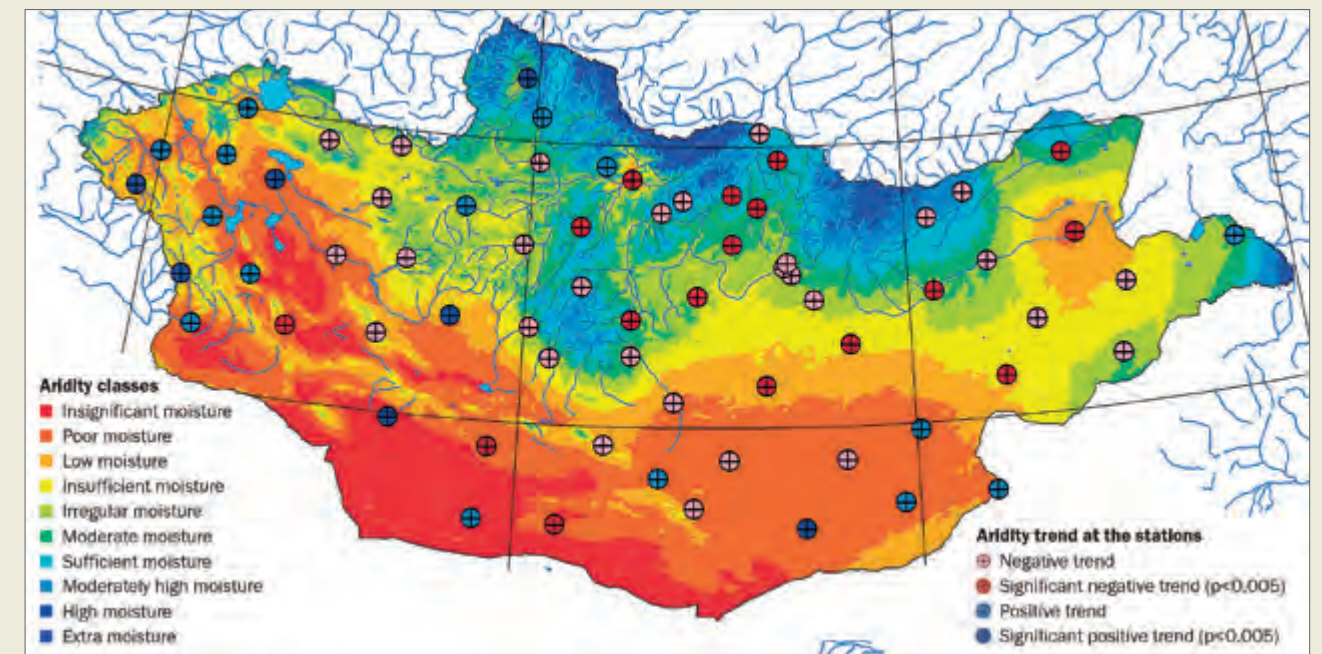 Aridity classes
Insignificant moisture
Poor moisture
Low moisture
Insufficient moisture
Irregular moisture
Moderate moisture
Sufficient moisture
Moderately high moisture
High moisture
Extra moisture
Aridity trend at the stations
Negative trend
Significant negative trend (p<0.005)
Positive trend
Significant positive trend (p<0.005)